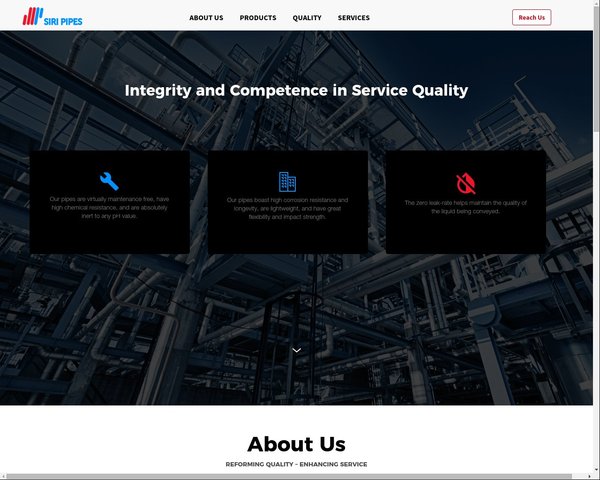 SIRI PIPES
ABOUT US
PRODUCTS
QUALITY
SERVICES
Reach Us
Integrity and Competence in Service Quality
Our pipes are virtually maintenance free, have
high chemical resistance, and are absolutely
inert to any pH value.
Our pipes boast high corrosion resistance and
longevity, are lightweight, and have great
flexibility and impact strength.
The zero leak-rate helps maintain the quality of
the liquid being conveyed.
About Us
REFORMING QUALITY – ENHANCING SERVICE